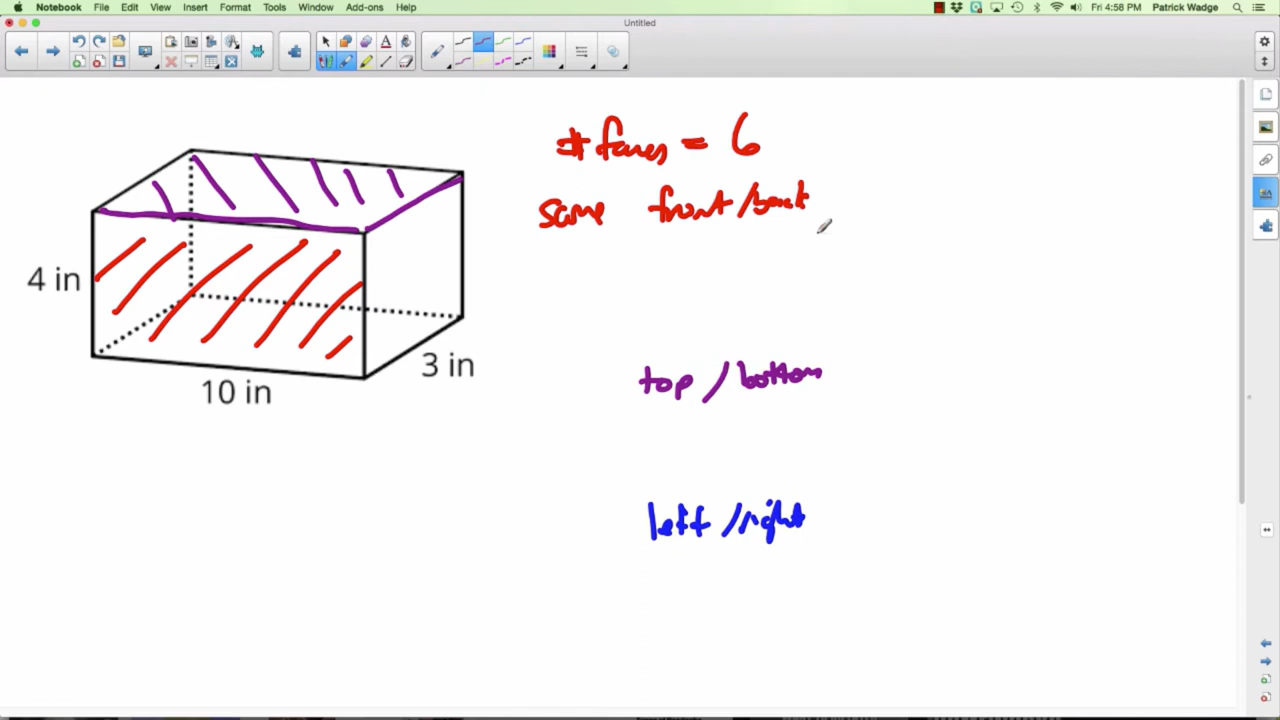 Notebook File Edit View Insert Format Tools Window Add-ons Help Fri 4:58 PM Patrick Wadge
Untitled
# faces = 6
same front/back
4 in
3 in
10 in
top / bottom
left / right